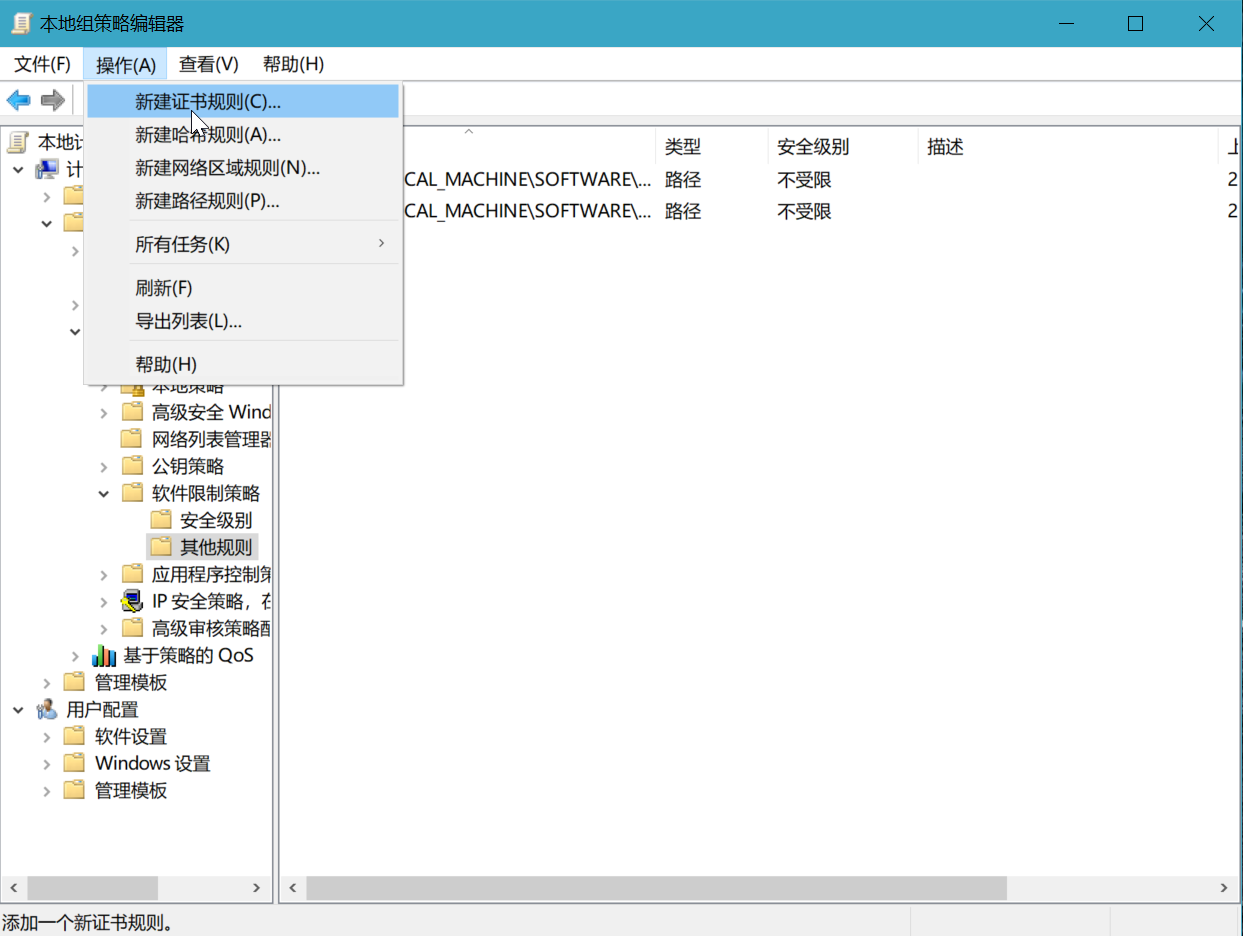 本地组策略编辑器
文件(F) 操作(A) 查看(V) 帮助(H)
新建证书规则(C)...
新建哈希规则(A)...
新建网络区域规则(N)...
新建路径规则(P)...
所有任务(K)
刷新(F)
导出列表(L)...
帮助(H)
类型 安全级别 描述
CAL_MACHINE\SOFTWARE\... 路径 不受限 2
CAL_MACHINE\SOFTWARE\... 路径 不受限 2
本地
计
本地策略
高级安全 Wind
网络列表管理器
公钥策略
软件限制策略
安全级别
其他规则
应用程序控制策
IP 安全策略，在
高级审核策略配
基于策略的 QoS
管理模板
用户配置
软件设置
Windows 设置
管理模板
添加一个新证书规则。